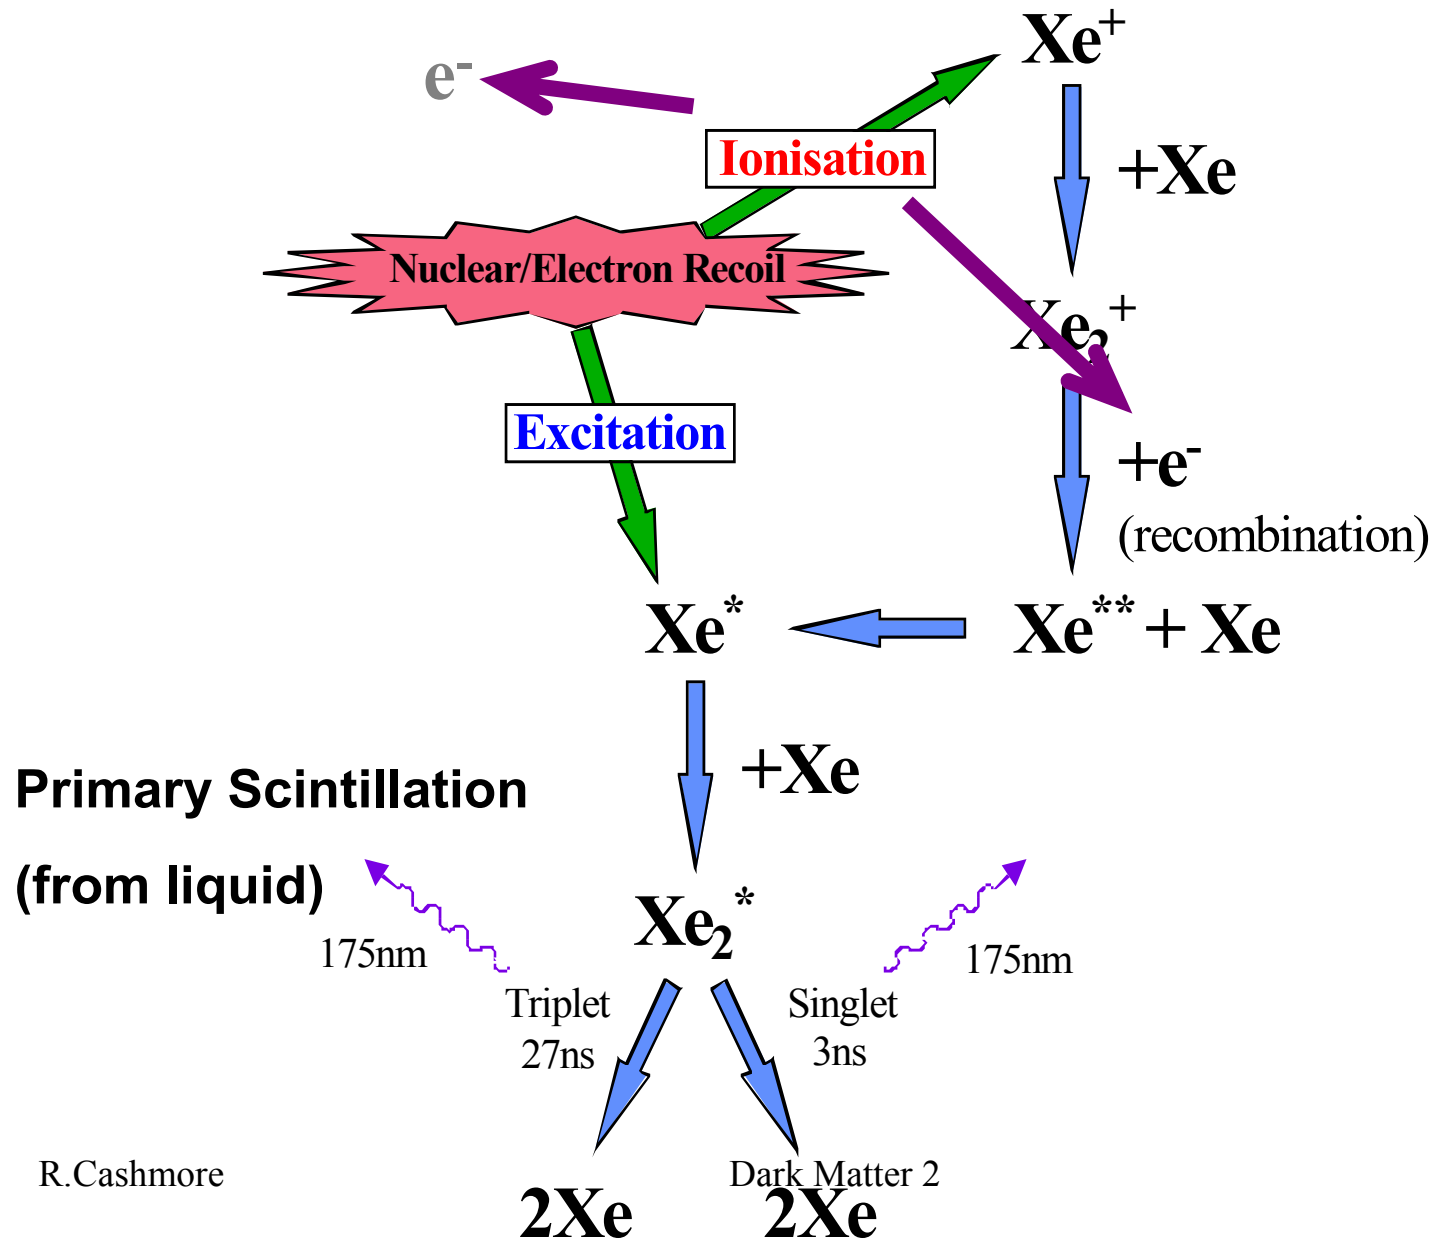 Xe⁺
e⁻
Ionisation
+Xe
Nuclear/Electron Recoil
Xe₂⁺
Excitation
+e⁻
(recombination)
Xe*
Xe** + Xe
+Xe
Primary Scintillation
(from liquid)
Xe₂*
175nm
175nm
Triplet
27ns
Singlet
3ns
R.Cashmore
Dark Matter 2
2Xe
2Xe